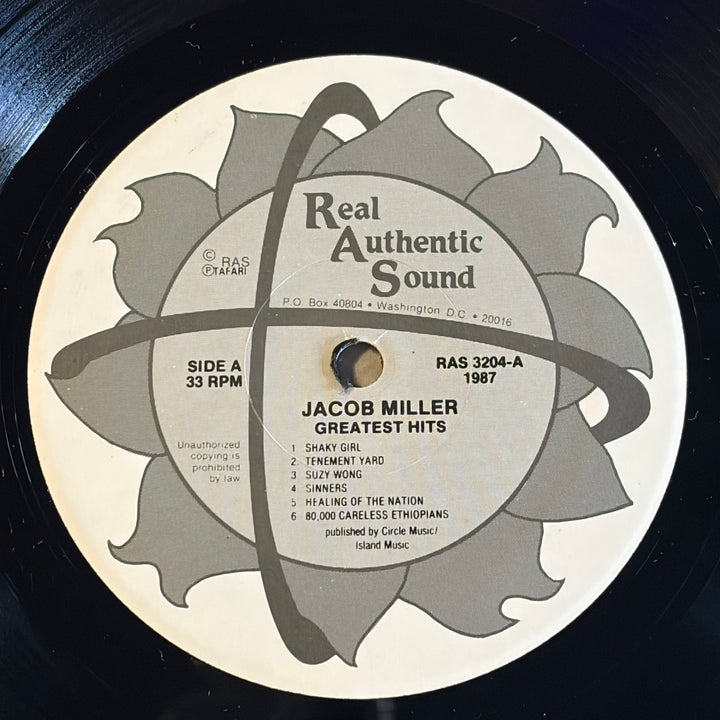 Real
Authentic
Sound
P.O. Box 40804 • Washington D.C. • 20016
© RAS
℗TAFARI
SIDE A
33 RPM
RAS 3204-A
1987
JACOB MILLER
GREATEST HITS
Unauthorized
copying is
prohibited
by law
1 SHAKY GIRL
2 TENEMENT YARD
3 SUZY WONG
4 SINNERS
5 HEALING OF THE NATION
6 80,000 CARELESS ETHIOPIANS
published by Circle Music/
Island Music